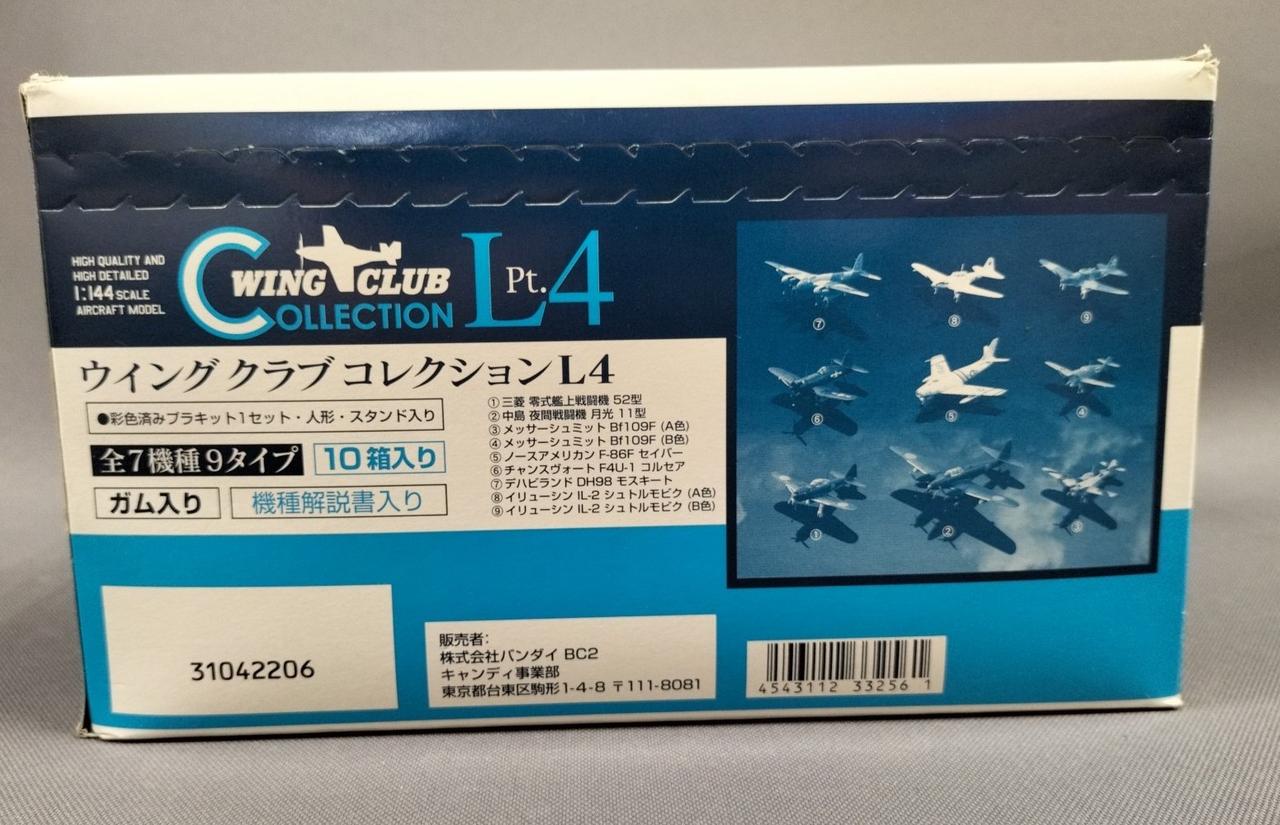 HIGH QUALITY AND
HIGH DETAILED
1:144 SCALE
AIRCRAFT MODEL
WING CLUB
COLLECTION
L Pt.4
ウイング クラブ コレクション L4
●彩色済みプラキット1セット・人形・スタンド入り
全7機種9タイプ
10箱入り
ガム入り
機種解説書入り
①三菱 零式艦上戦闘機 52型
②中島 夜間戦闘機 月光 11型
③メッサーシュミット Bf109F (A色)
④メッサーシュミット Bf109F (B色)
⑤ノースアメリカン F-86F セイバー
⑥チャンスヴォート F4U-1 コルセア
⑦デハビランド DH98 モスキート
⑧イリューシン IL-2 シュトルモビク (A色)
⑨イリューシン IL-2 シュトルモビク (B色)
⑦
⑧
⑨
⑥
⑤
④
①
②
③
31042206
販売者:
株式会社バンダイ BC2
キャンディ事業部
東京都台東区駒形1-4-8 〒111-8081
4543112 33256 1